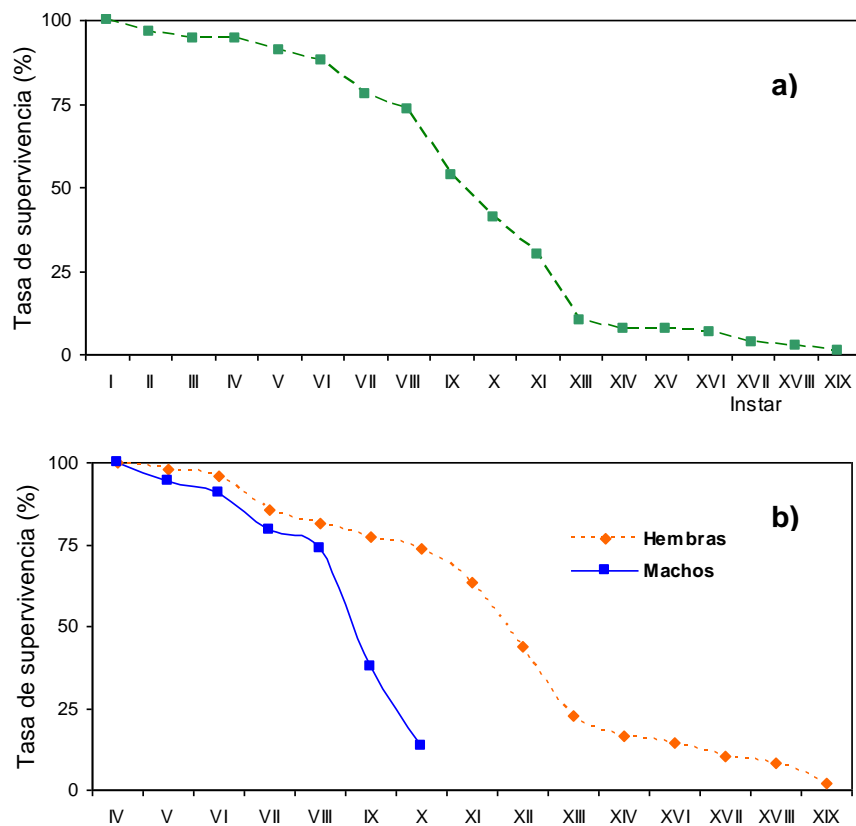 100
75
50
25
0
Tasa de supervivencia (%)
a)
I II III IV V VI VII VIII IX X XI XIII XIV XV XVI XVII XVIII XIX
Instar
100
75
50
25
0
Tasa de supervivencia (%)
b)
Hembras
Machos
IV V VI VII VIII IX X XI XII XIII XIV XVI XVII XVIII XIX